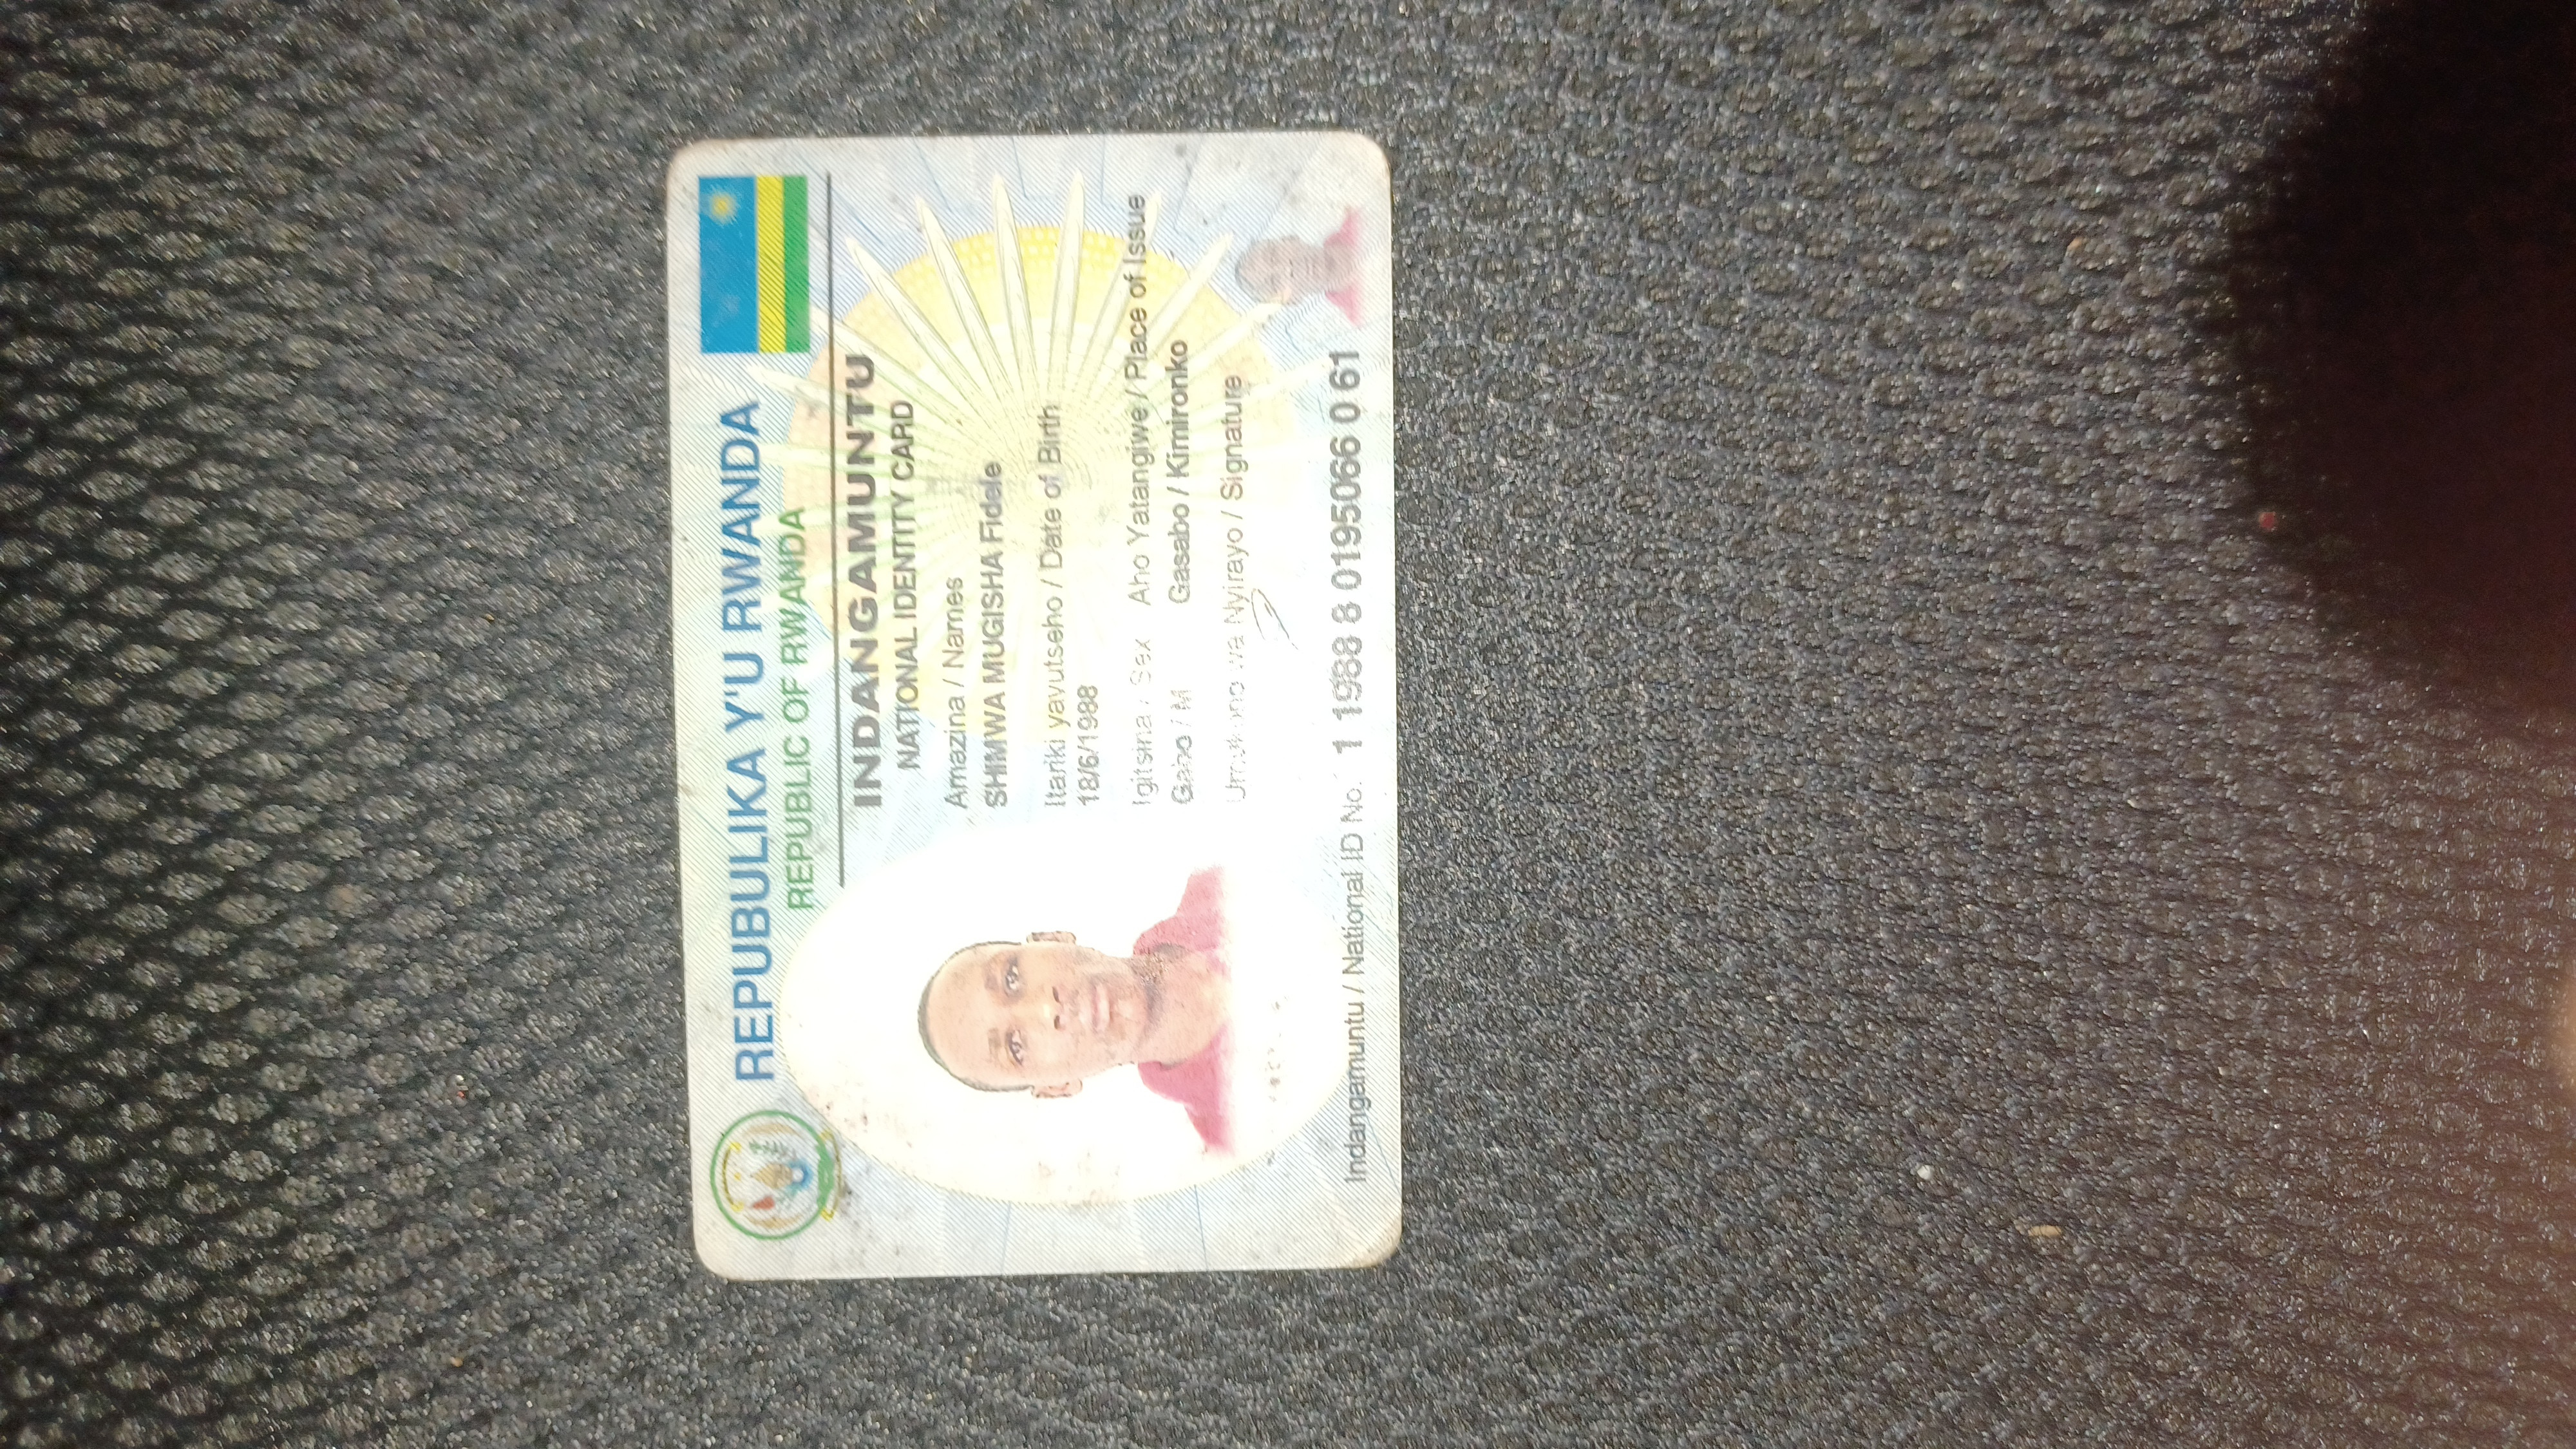 REPUBULIKA Y'U RWANDA
REPUBLIC OF RWANDA
INDANGAMUNTU
NATIONAL IDENTITY CARD
Amazina / Names
SHIMWA MUGISHA Fidele
Itariki yavutseho / Date of Birth
18/6/1988
Igitsina / Sex Aho Yatangiwe / Place of Issue
Gabo / M Gasabo / Kimironko
Umukono wa Nyirayo / Signature
Indangamuntu / National ID No. 1 1988 8 0195066 0 61